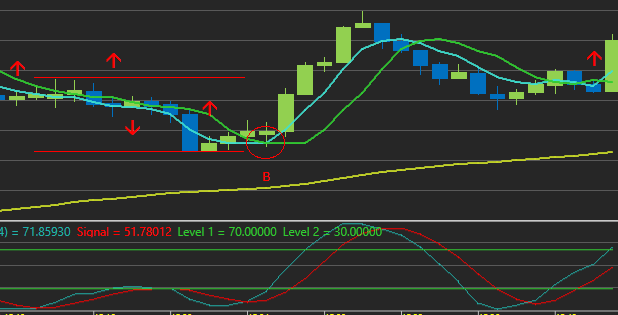 B
4) = 71.85930 Signal = 51.78012 Level 1 = 70.00000 Level 2 = 30.00000